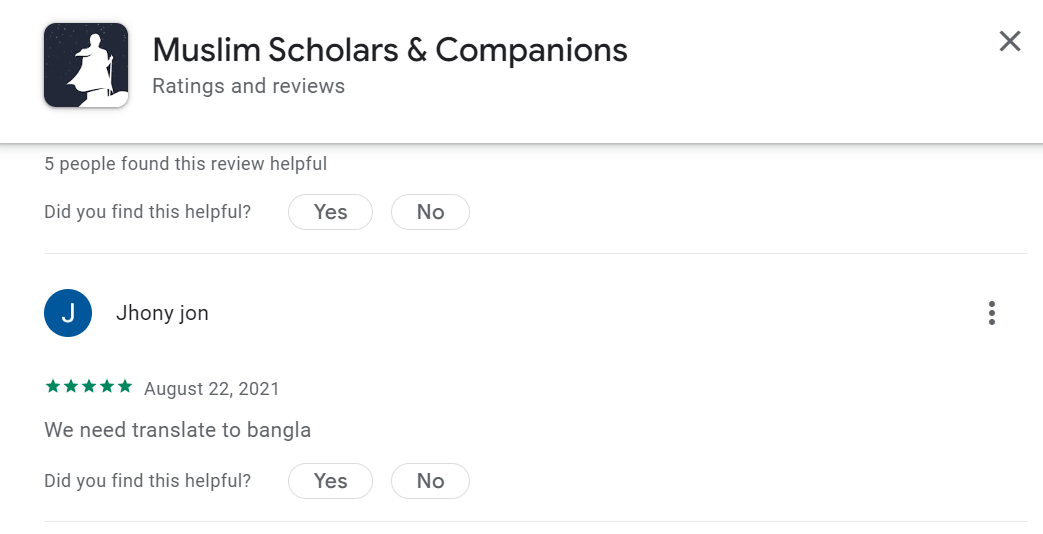 Muslim Scholars & Companions
Ratings and reviews
5 people found this review helpful
Did you find this helpful? Yes No
J Jhony jon
August 22, 2021
We need translate to bangla
Did you find this helpful? Yes No